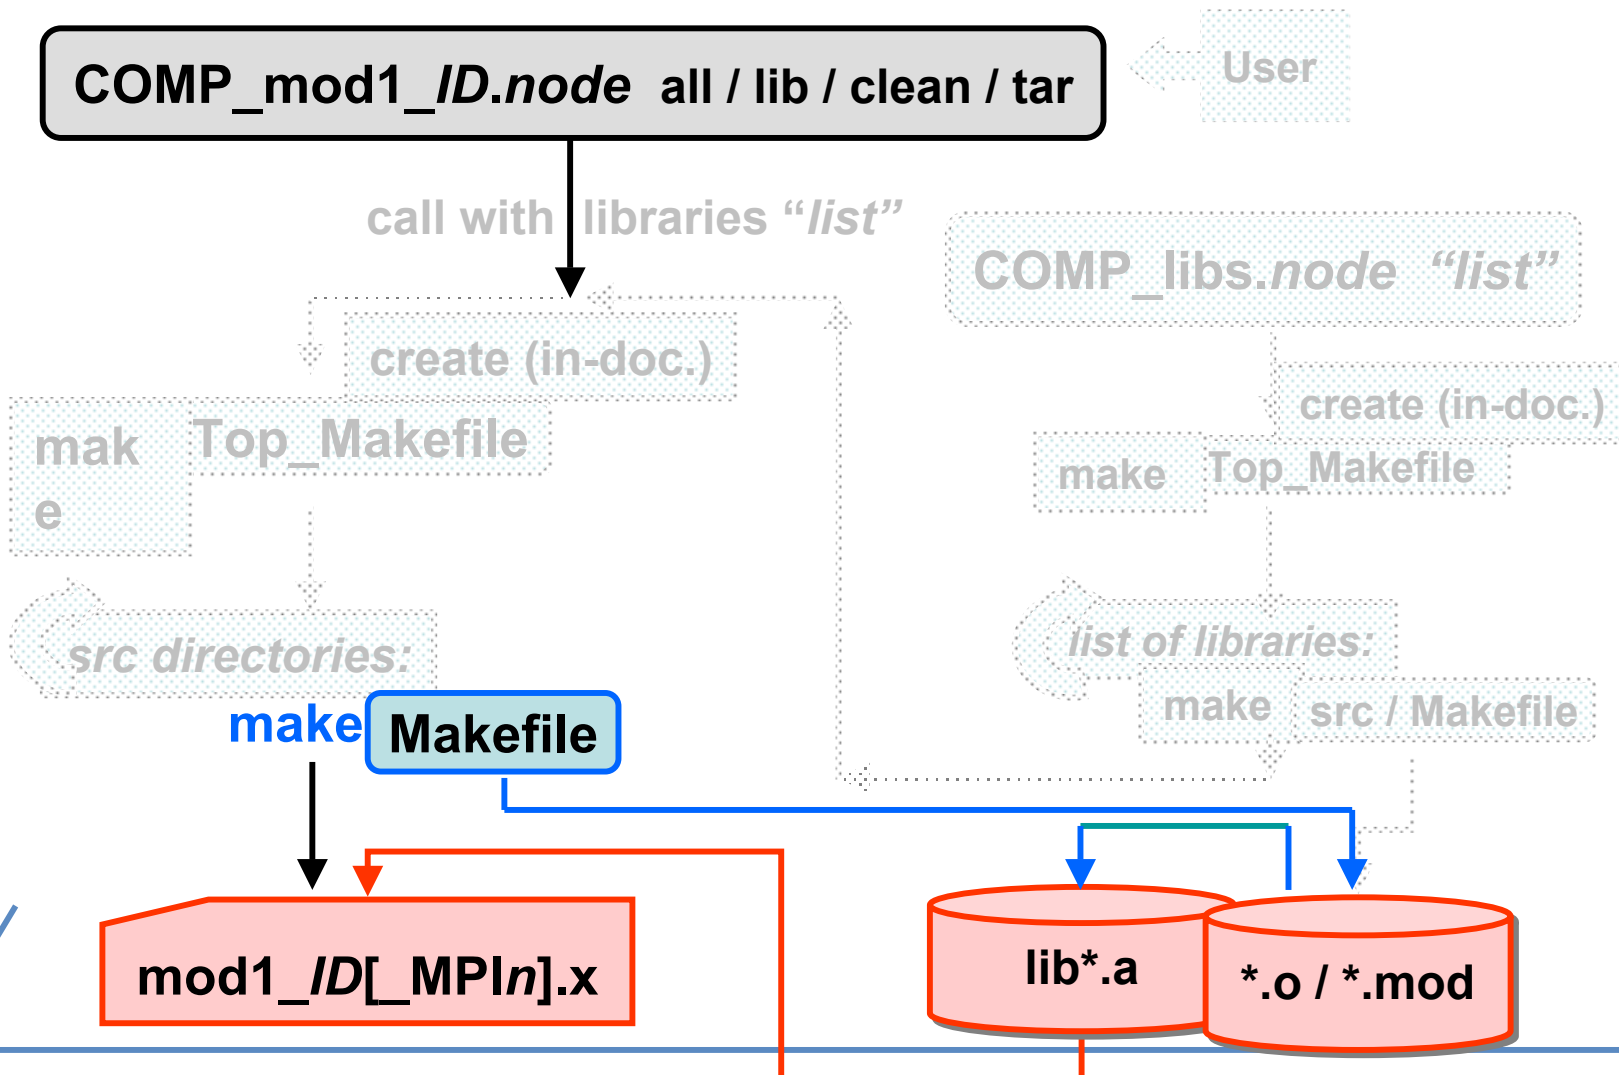 COMP_mod1_ID.node all / lib / clean / tar
User
call with libraries “list”
COMP_libs.node “list”
create (in-doc.)
create (in-doc.)
mak
e
Top_Makefile
make
Top_Makefile
src directories:
list of libraries:
make
src / Makefile
make
Makefile
mod1_ID[_MPIn].x
lib*.a
*.o / *.mod